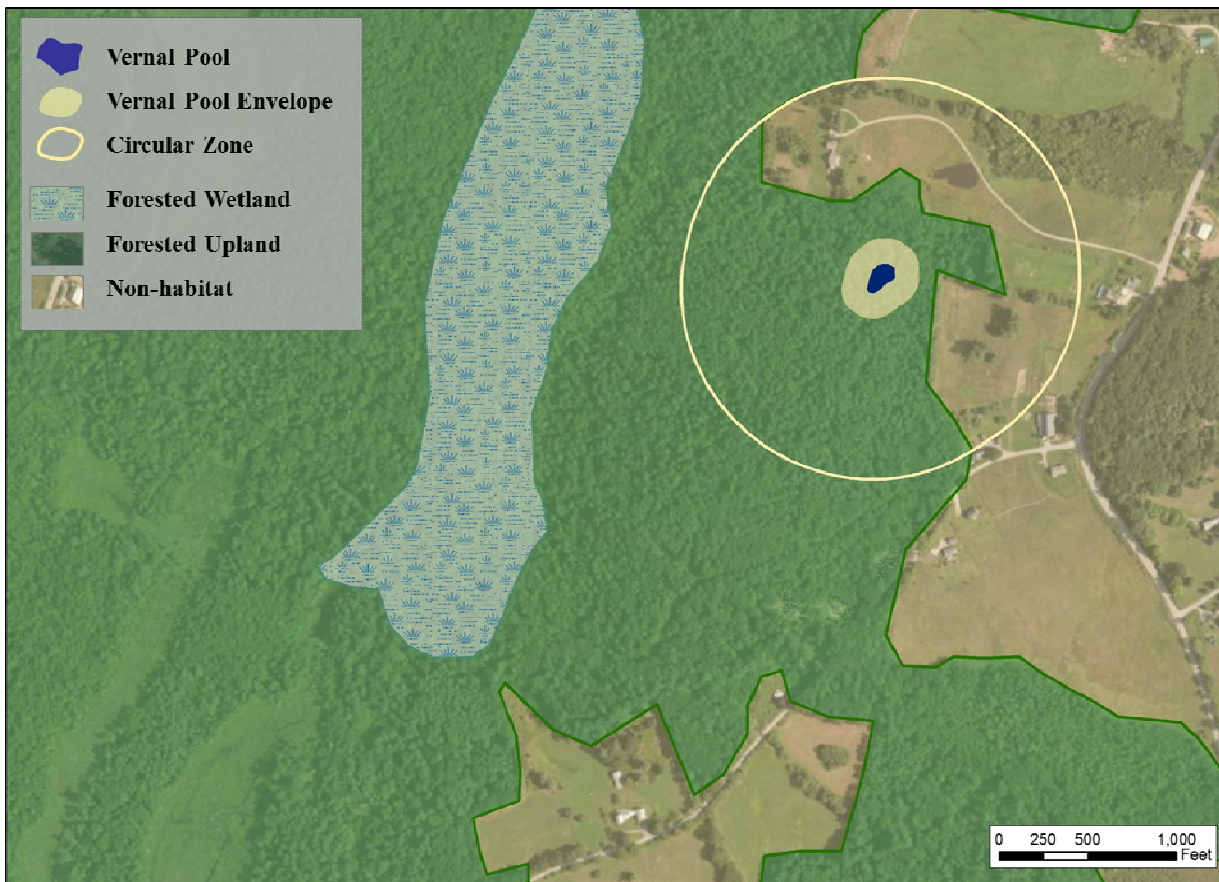 Vernal Pool
Vernal Pool Envelope
Circular Zone
Forested Wetland
Forested Upland
Non-habitat
0 250 500 1,000
Feet